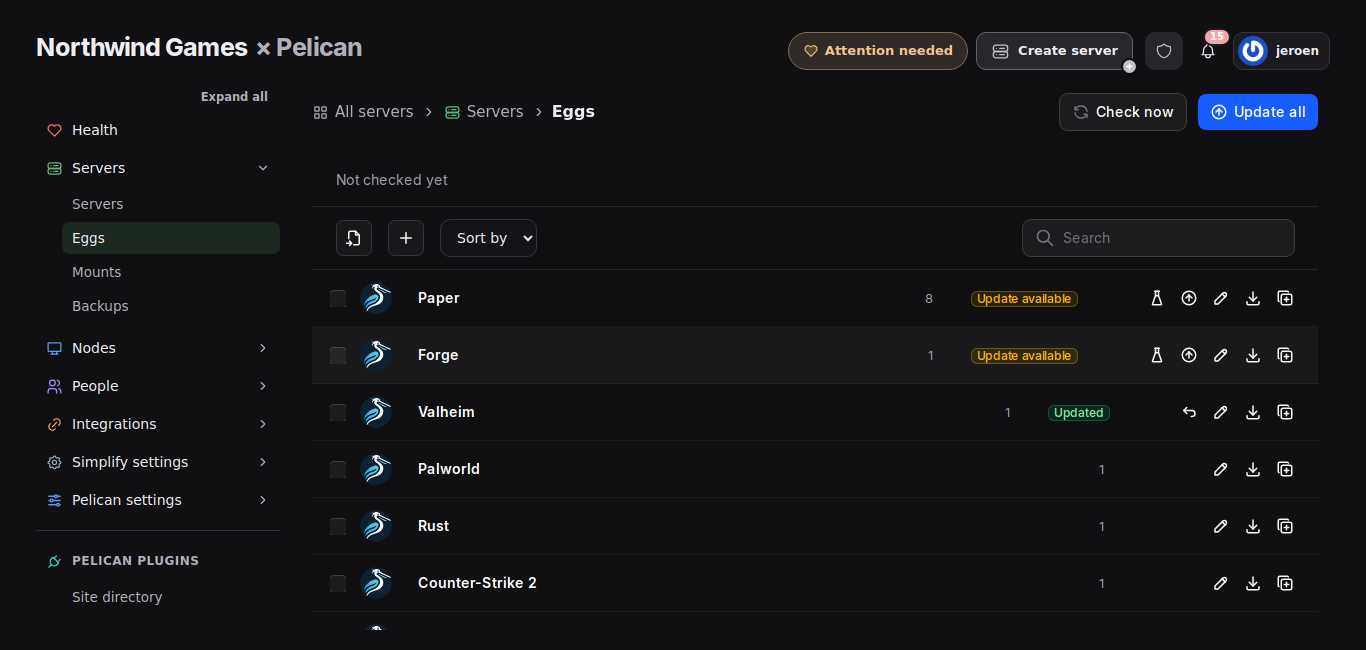 Northwind Games × Pelican
Attention needed
Create server
15
jeroen
Expand all
Health
Servers
Servers
Eggs
Mounts
Backups
Nodes
People
Integrations
Simplify settings
Pelican settings
PELICAN PLUGINS
Site directory
All servers > Servers > Eggs
Check now
Update all
Not checked yet
Sort by
Search
Paper 8 Update available
Forge 1 Update available
Valheim 1 Updated
Palworld 1
Rust 1
Counter-Strike 2 1